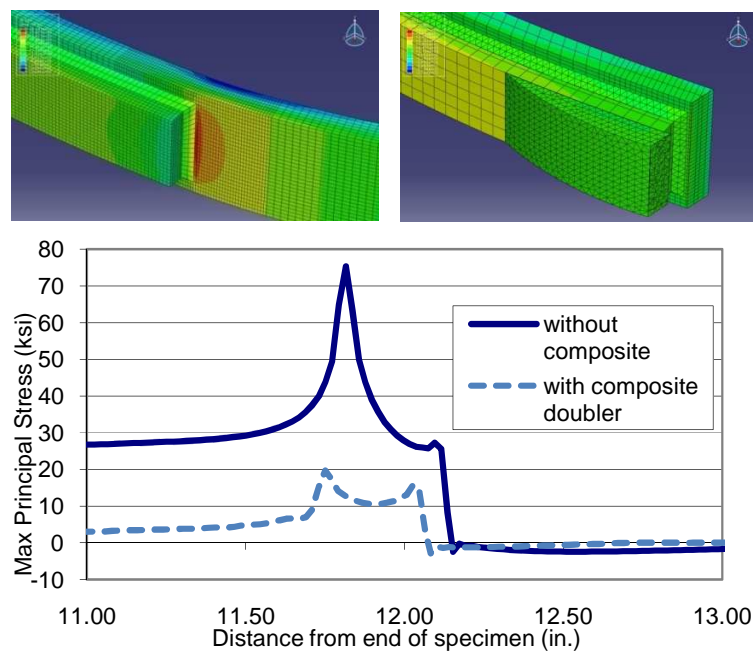 80
70
60
50
40
30
20
10
0
-10
Max Principal Stress (ksi)
without
composite
with composite
doubler
11.00 11.50 12.00 12.50 13.00
Distance from end of specimen (in.)